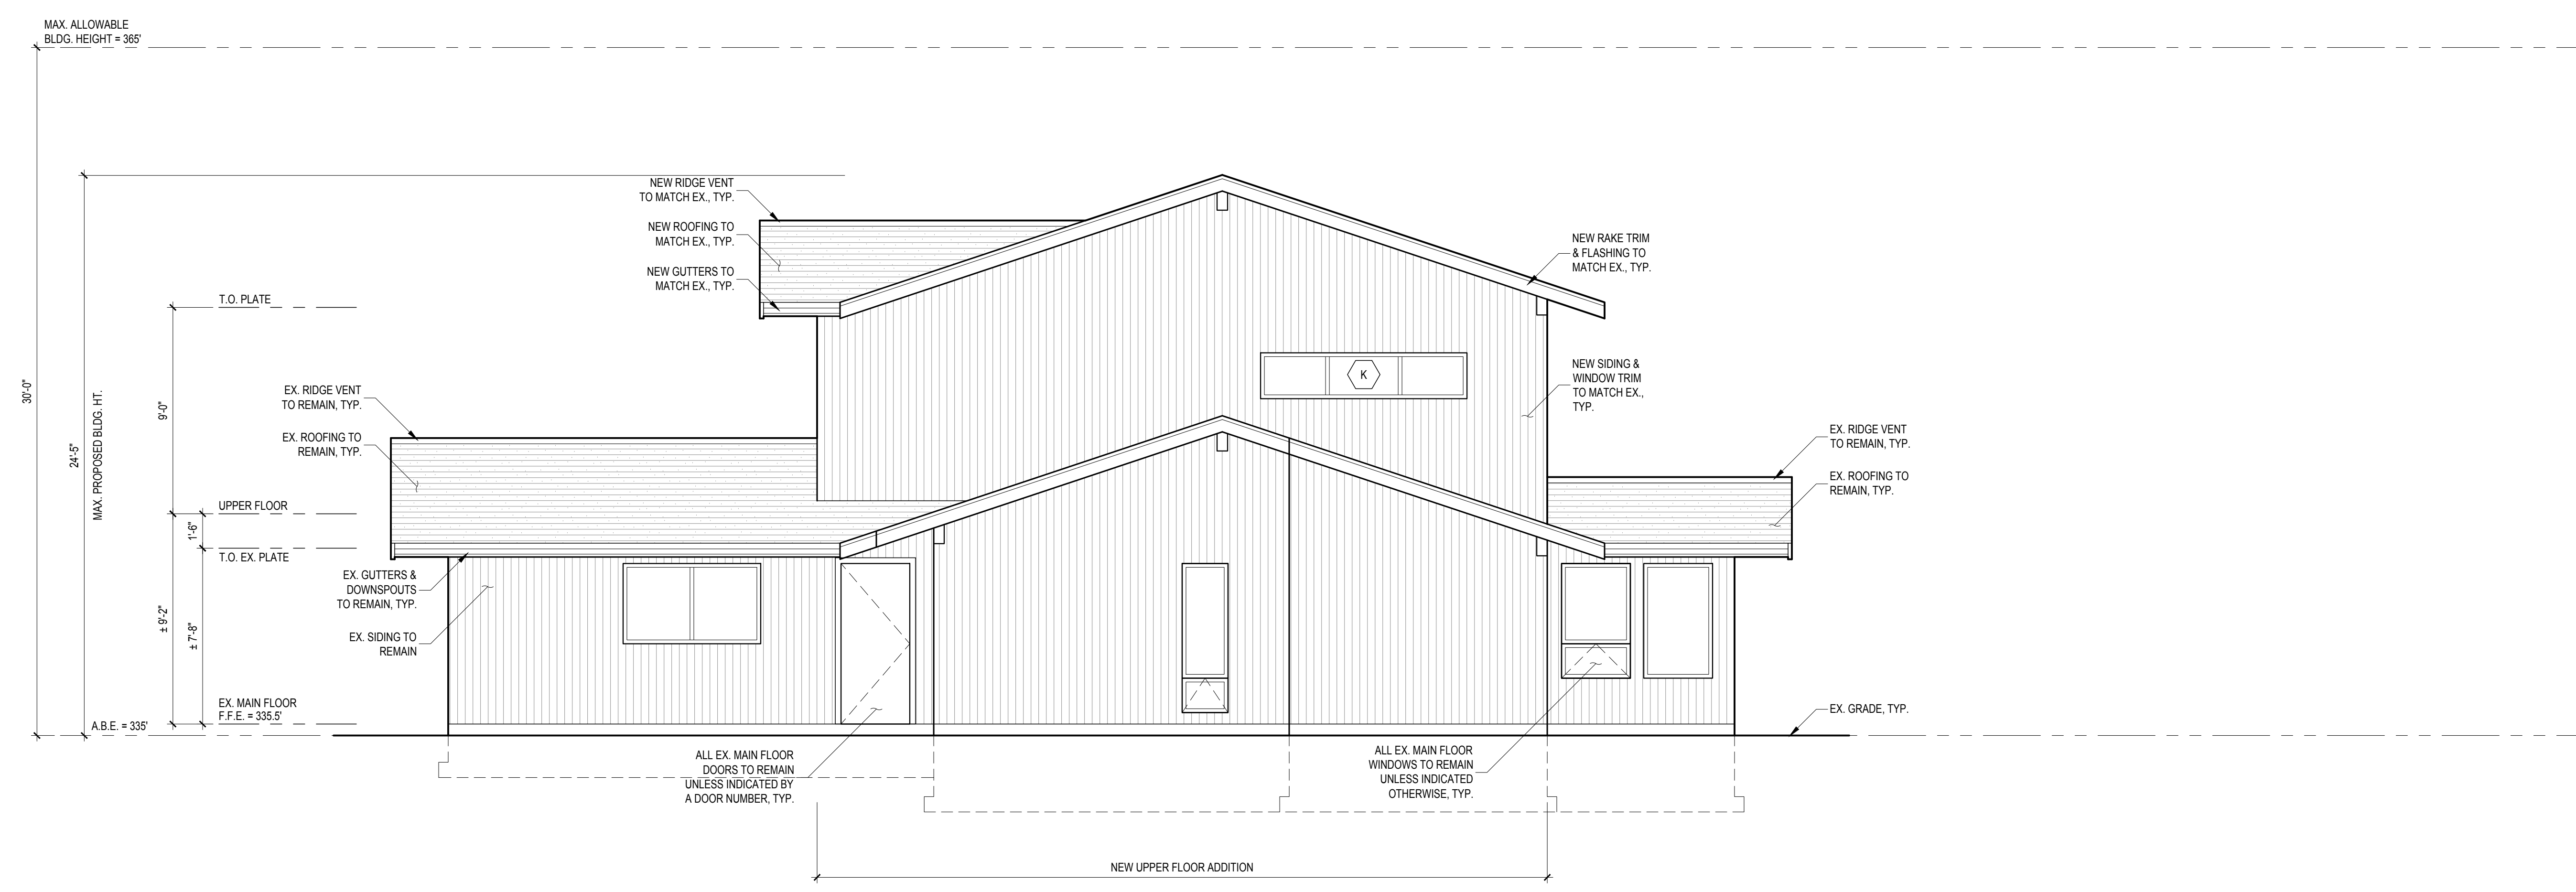 MAX. ALLOWABLE
BLDG. HEIGHT = 365'
30'-0"
24'-5"
MAX. PROPOSED BLDG. HT.
NEW RIDGE VENT
TO MATCH EX., TYP.
NEW ROOFING TO
MATCH EX., TYP.
NEW GUTTERS TO
MATCH EX., TYP.
NEW RAKE TRIM
& FLASHING TO
MATCH EX., TYP.
T.O. PLATE
9'-0"
K
NEW SIDING &
WINDOW TRIM
TO MATCH EX.,
TYP.
EX. RIDGE VENT
TO REMAIN, TYP.
EX. ROOFING TO
REMAIN, TYP.
EX. RIDGE VENT
TO REMAIN, TYP.
EX. ROOFING TO
REMAIN, TYP.
UPPER FLOOR
1'-6"
T.O. EX. PLATE
± 9'-2"
± 7'-8"
EX. GUTTERS &
DOWNSPOUTS
TO REMAIN, TYP.
EX. SIDING TO
REMAIN
EX. MAIN FLOOR
F.F.E. = 335.5'
A.B.E. = 335'
EX. GRADE, TYP.
ALL EX. MAIN FLOOR
DOORS TO REMAIN
UNLESS INDICATED BY
A DOOR NUMBER, TYP.
ALL EX. MAIN FLOOR
WINDOWS TO REMAIN
UNLESS INDICATED
OTHERWISE, TYP.
NEW UPPER FLOOR ADDITION